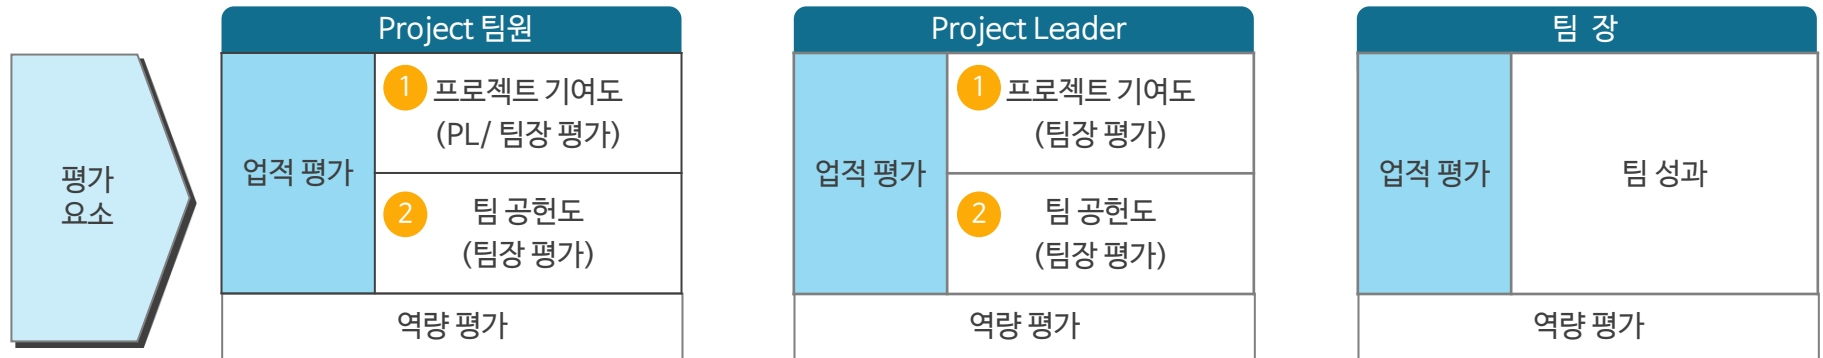 평가
요소
Project 팀원
업적 평가
1 프로젝트 기여도
(PL/ 팀장 평가)
2 팀 공헌도
(팀장 평가)
역량 평가
Project Leader
업적 평가
1 프로젝트 기여도
(팀장 평가)
2 팀 공헌도
(팀장 평가)
역량 평가
팀 장
업적 평가
팀 성과
역량 평가